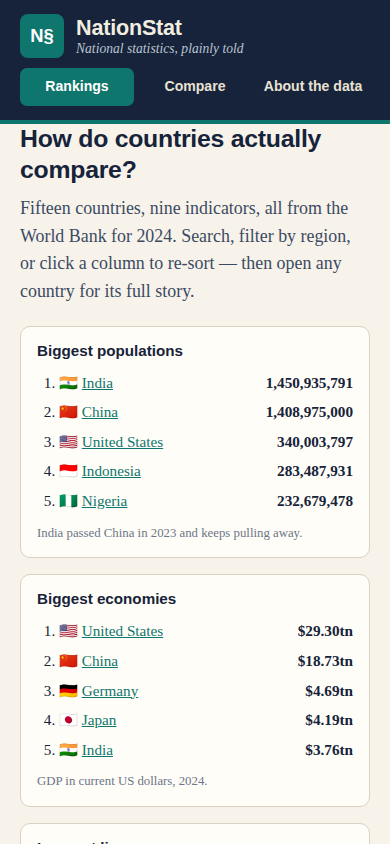 N§
NationStat
National statistics, plainly told
Rankings
Compare
About the data
How do countries actually
compare?
Fifteen countries, nine indicators, all from the
World Bank for 2024. Search, filter by region,
or click a column to re-sort — then open any
country for its full story.
Biggest populations
1. India 1,450,935,791
2. China 1,408,975,000
3. United States 340,003,797
4. Indonesia 283,487,931
5. Nigeria 232,679,478
India passed China in 2023 and keeps pulling away.
Biggest economies
1. United States $29.30tn
2. China $18.73tn
3. Germany $4.69tn
4. Japan $4.19tn
5. India $3.76tn
GDP in current US dollars, 2024.